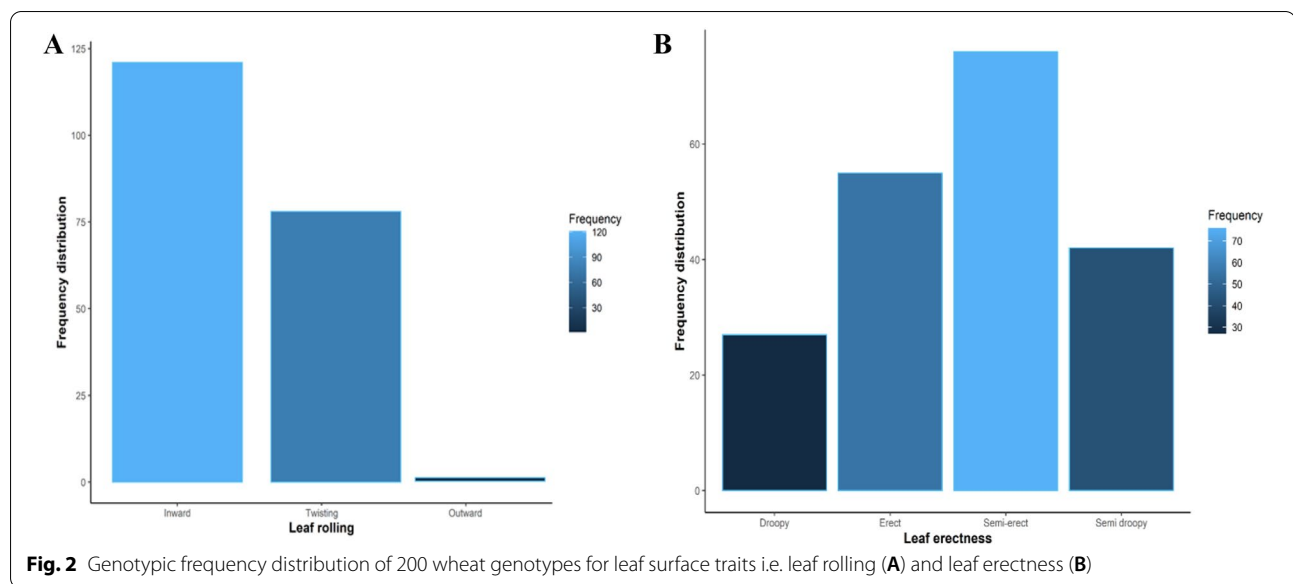 A
125
100
75
50
25
0
Frequency distribution
Inward Twisting Outward
Leaf rolling
Frequency
120
90
60
30
B
60
40
20
0
Frequency distribution
Droopy Erect Semi-erect Semi droopy
Leaf erectness
Frequency
70
60
50
40
30
Fig. 2 Genotypic frequency distribution of 200 wheat genotypes for leaf surface traits i.e. leaf rolling (A) and leaf erectness (B)